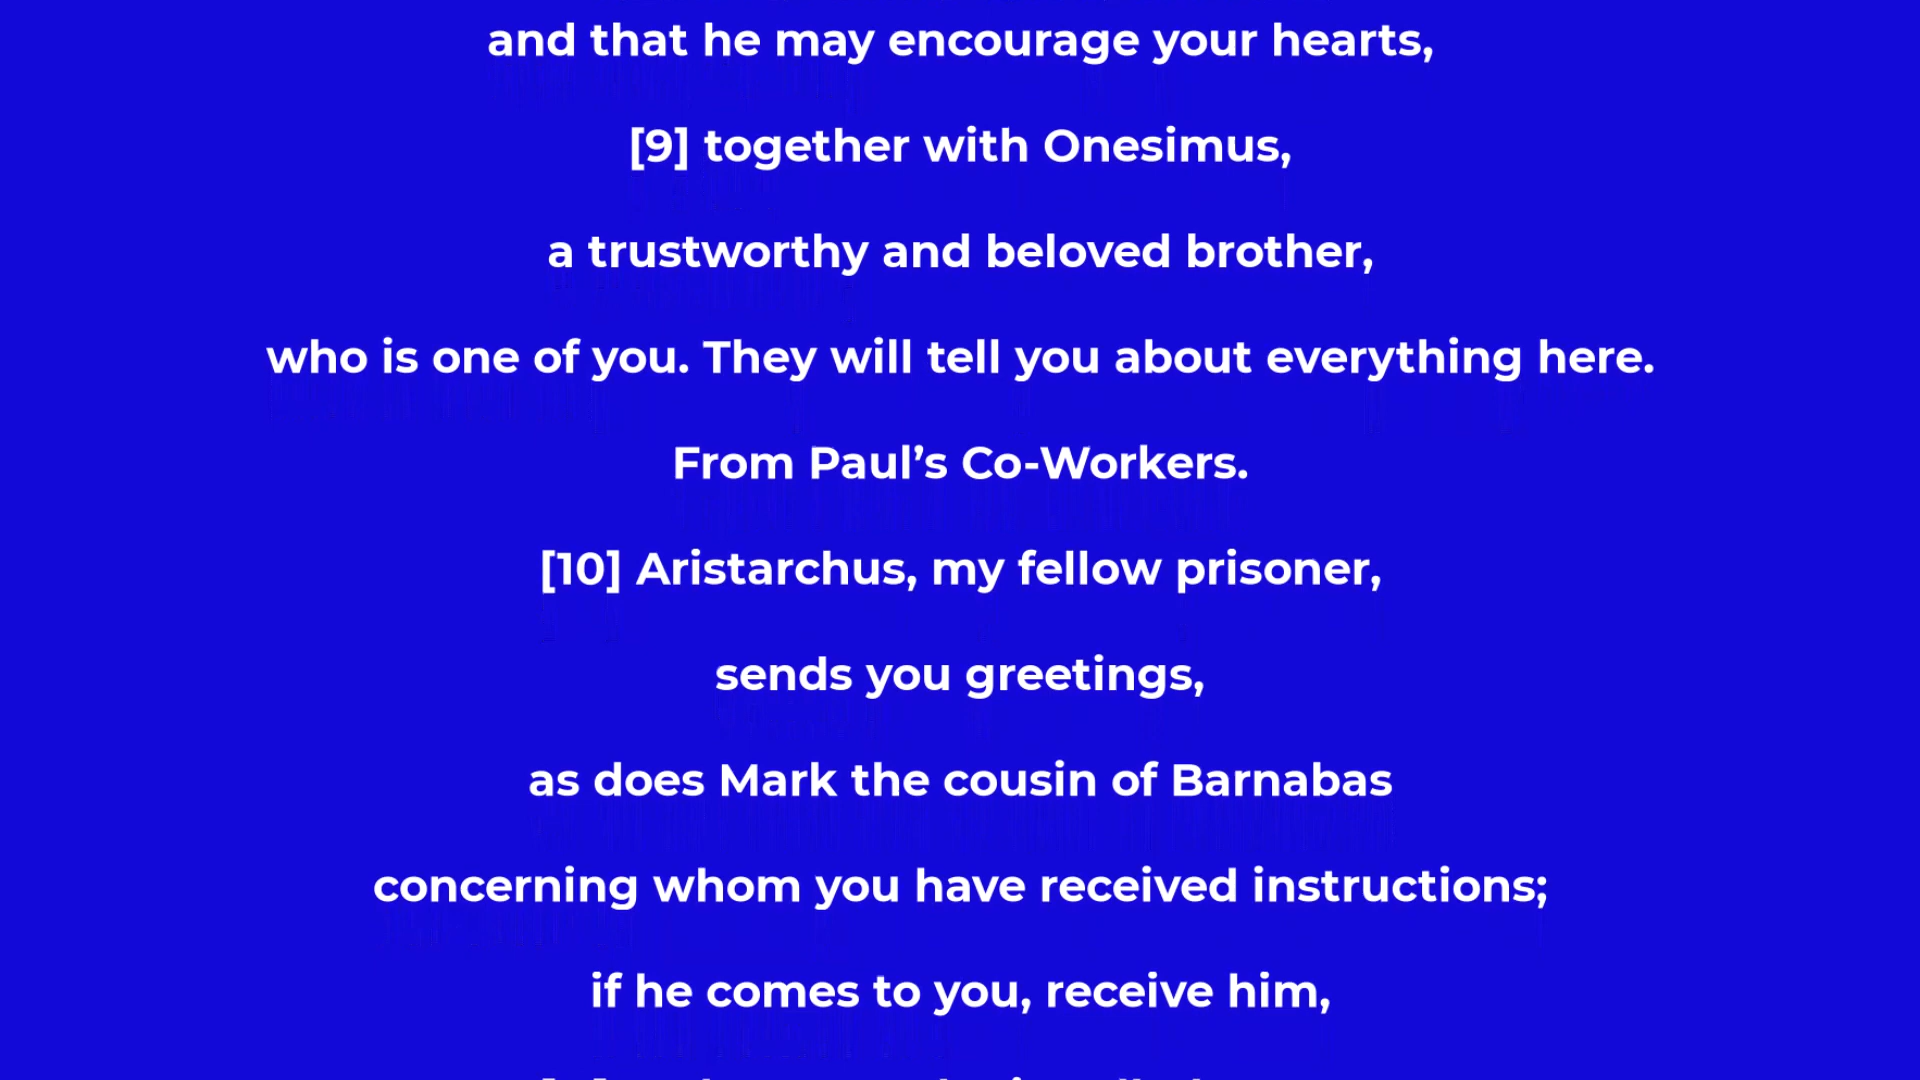 and that he may encourage your hearts,
[9] together with Onesimus,
a trustworthy and beloved brother,
who is one of you. They will tell you about everything here.
From Paul’s Co-Workers.
[10] Aristarchus, my fellow prisoner,
sends you greetings,
as does Mark the cousin of Barnabas
concerning whom you have received instructions;
if he comes to you, receive him,